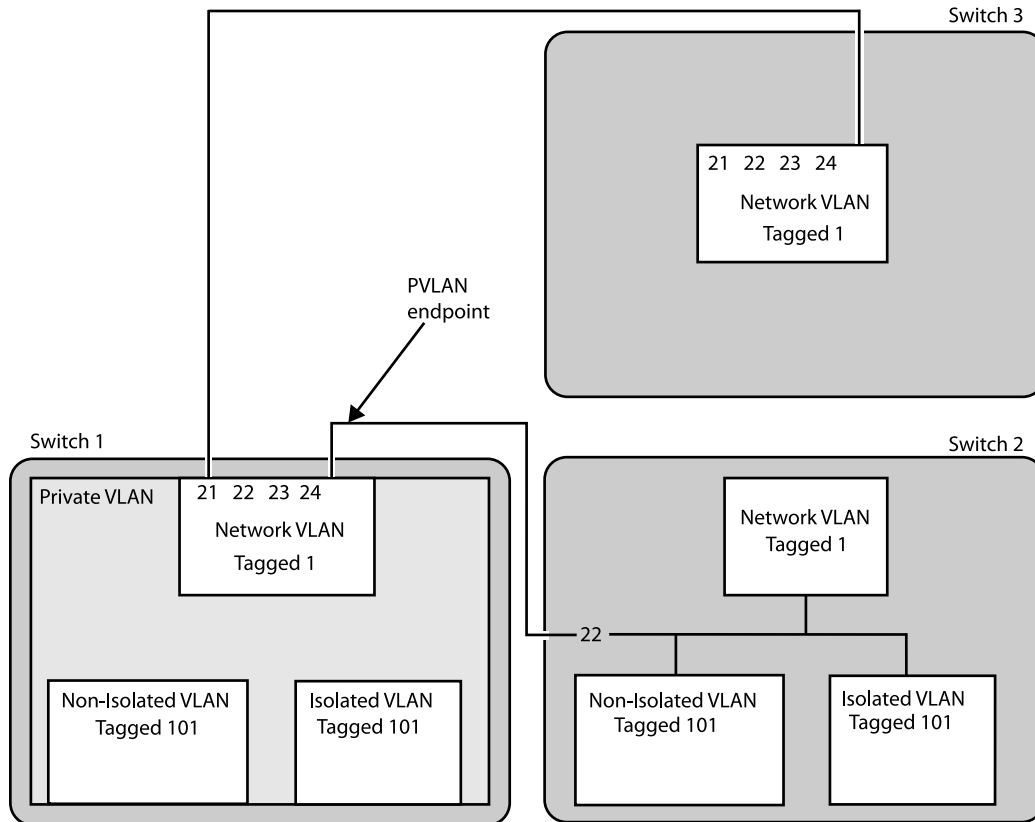 Switch 3
21 22 23 24
Network VLAN
Tagged 1
PVLAN
endpoint
Switch 1
Private VLAN
21 22 23 24
Network VLAN
Tagged 1
Non-Isolated VLAN
Tagged 101
Isolated VLAN
Tagged 101
Switch 2
Network VLAN
Tagged 1
22
Non-Isolated VLAN
Tagged 101
Isolated VLAN
Tagged 101